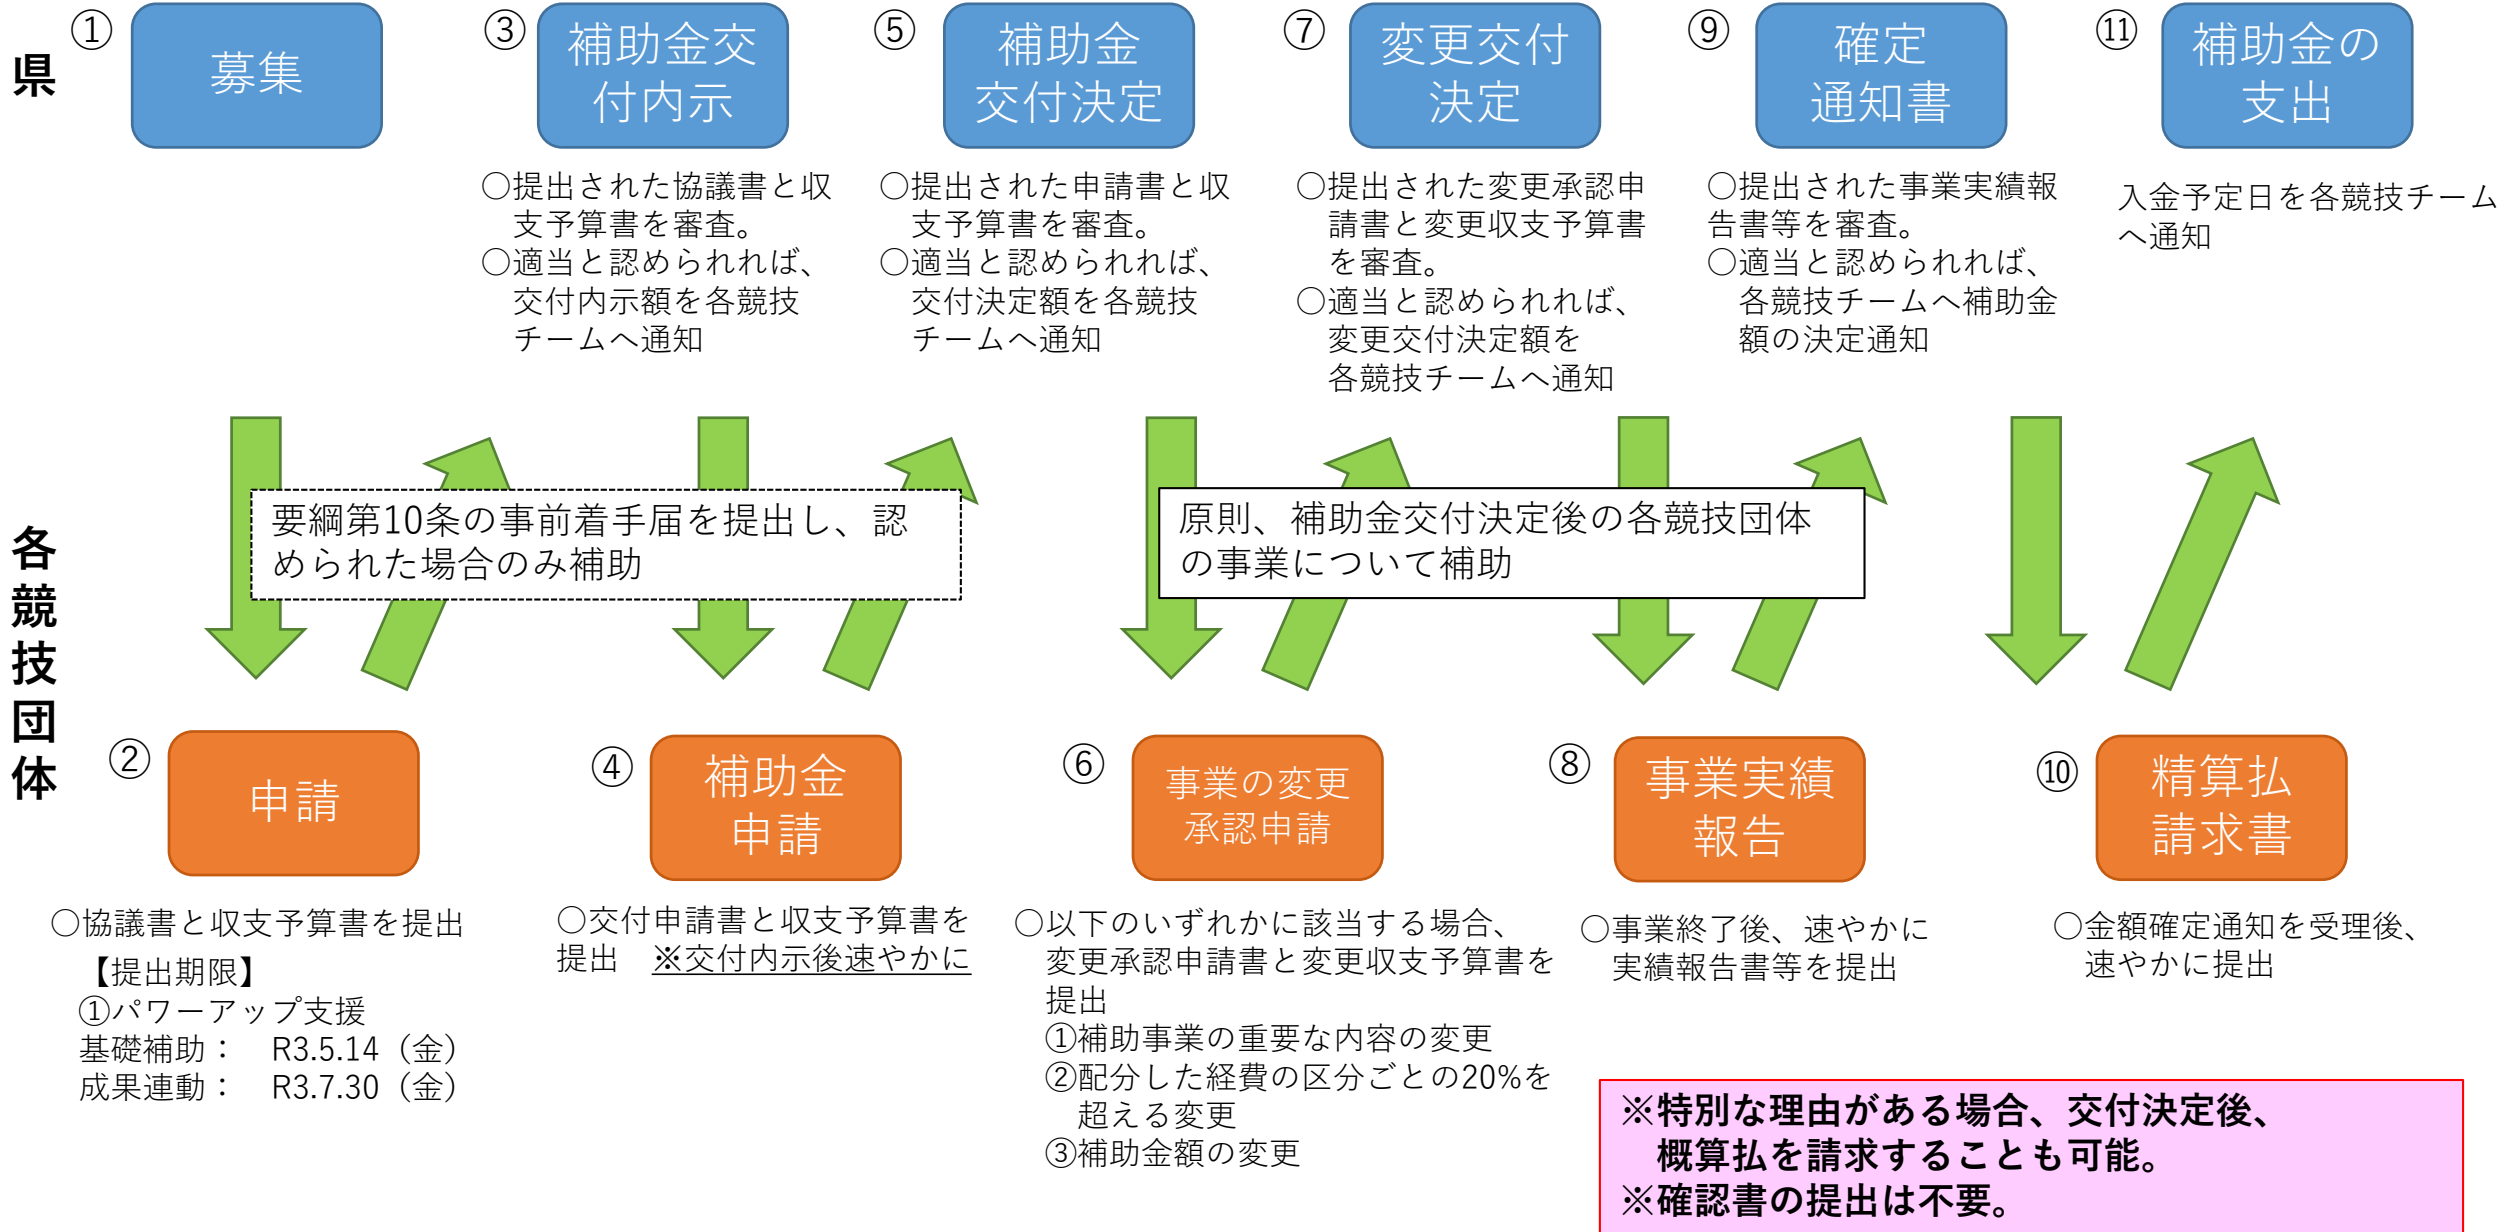 県
①
募集
③
補助金交
付内示
⑤
補助金
交付決定
⑦
変更交付
決定
⑨
確定
通知書
⑪
補助金の
支出
○提出された協議書と収
支予算書を審査。
○適当と認められれば、
交付内示額を各競技
チームへ通知
○提出された申請書と収
支予算書を審査。
○適当と認められれば、
交付決定額を各競技
チームへ通知
○提出された変更承認申
請書と変更収支予算書
を審査。
○適当と認められれば、
変更交付決定額を
各競技チームへ通知
○提出された事業実績報
告書等を審査。
○適当と認められれば、
各競技チームへ補助金
額の決定通知
入金予定日を各競技チーム
へ通知
要綱第10条の事前着手届を提出し、認
められた場合のみ補助
原則、補助金交付決定後の各競技団体
の事業について補助
各競技団体
②
申請
④
補助金
申請
⑥
事業の変更
承認申請
⑧
事業実績
報告
⑩
精算払
請求書
○協議書と収支予算書を提出
【提出期限】
①パワーアップ支援
基礎補助： R3.5.14（金）
成果連動： R3.7.30（金）
○交付申請書と収支予算書を
提出 ※交付内示後速やかに
○以下のいずれかに該当する場合、
変更承認申請書と変更収支予算書を
提出
①補助事業の重要な内容の変更
②配分した経費の区分ごとの20%を
超える変更
③補助金額の変更
○事業終了後、速やかに
実績報告書等を提出
○金額確定通知を受理後、
速やかに提出
※特別な理由がある場合、交付決定後、
概算払を請求することも可能。
※確認書の提出は不要。